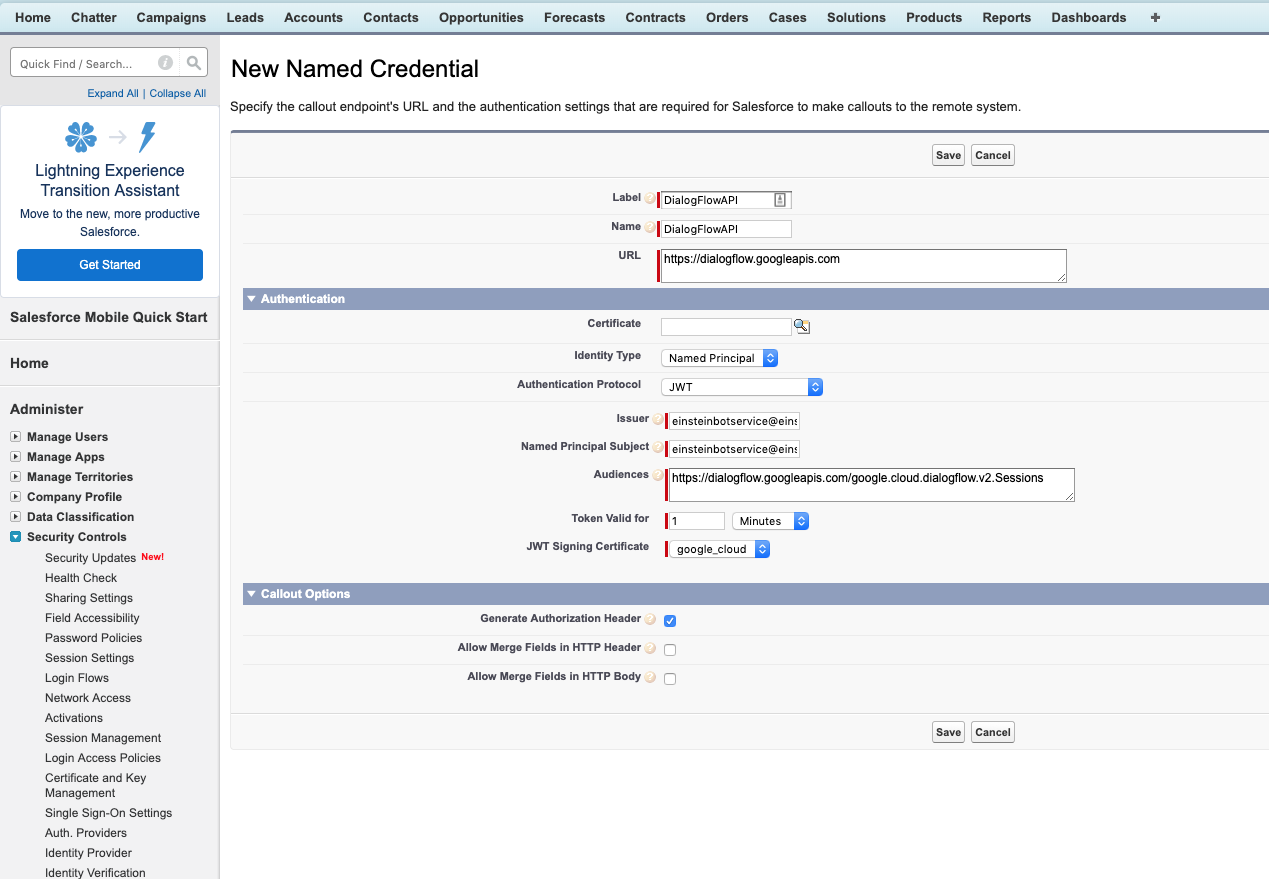 Home Chatter Campaigns Leads Accounts Contacts Opportunities Forecasts Contracts Orders Cases Solutions Products Reports Dashboards +
Quick Find / Search...
Expand All | Collapse All
Lightning Experience
Transition Assistant
Move to the new, more productive
Salesforce.
Get Started
Salesforce Mobile Quick Start
Home
Administer
Manage Users
Manage Apps
Manage Territories
Company Profile
Data Classification
Security Controls
Security Updates New!
Health Check
Sharing Settings
Field Accessibility
Password Policies
Session Settings
Login Flows
Network Access
Activations
Session Management
Login Access Policies
Certificate and Key
Management
Single Sign-On Settings
Auth. Providers
Identity Provider
Identity Verification
New Named Credential
Specify the callout endpoint's URL and the authentication settings that are required for Salesforce to make callouts to the remote system.
Save Cancel
Label DialogFlowAPI
Name DialogFlowAPI
URL https://dialogflow.googleapis.com
Authentication
Certificate
Identity Type Named Principal
Authentication Protocol JWT
Issuer einsteinbotservice@eins
Named Principal Subject einsteinbotservice@eins
Audiences https://dialogflow.googleapis.com/google.cloud.dialogflow.v2.Sessions
Token Valid for 1 Minutes
JWT Signing Certificate google_cloud
Callout Options
Generate Authorization Header
Allow Merge Fields in HTTP Header
Allow Merge Fields in HTTP Body
Save Cancel